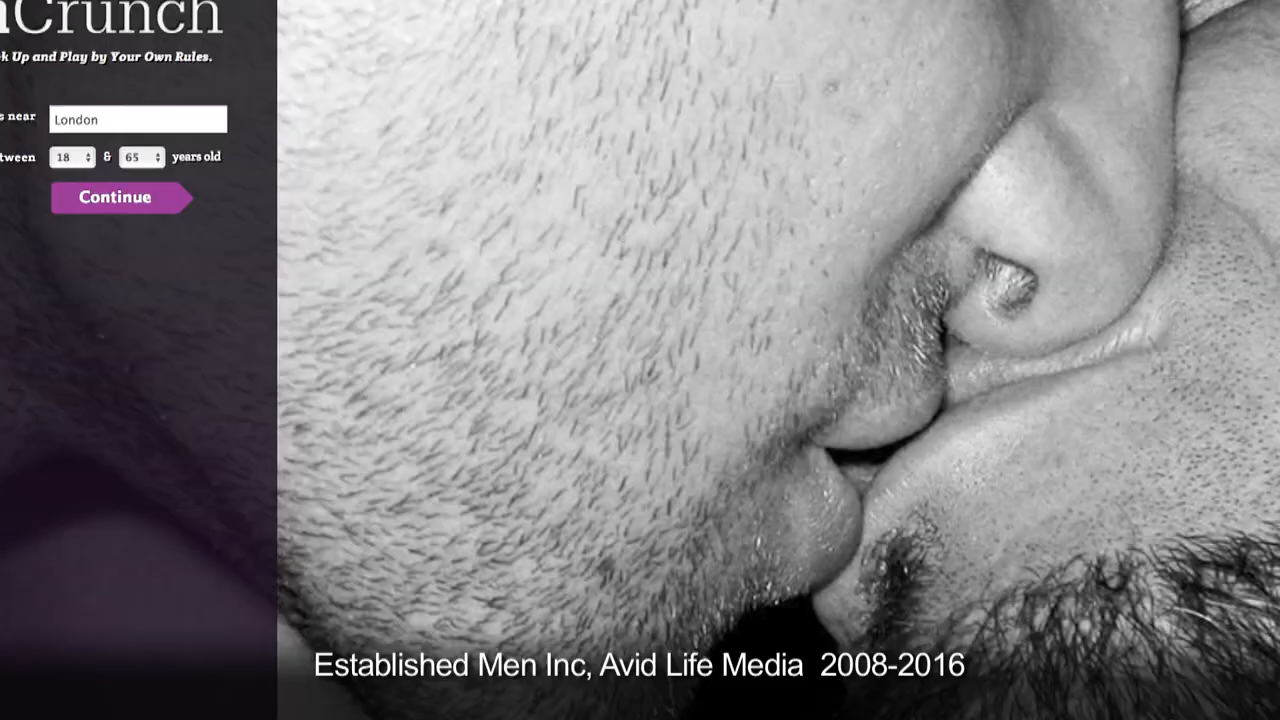 Crunch
k Up and Play by Your Own Rules.
s near
London
tween
18
&
65
years old
Continue
Established Men Inc, Avid Life Media 2008-2016